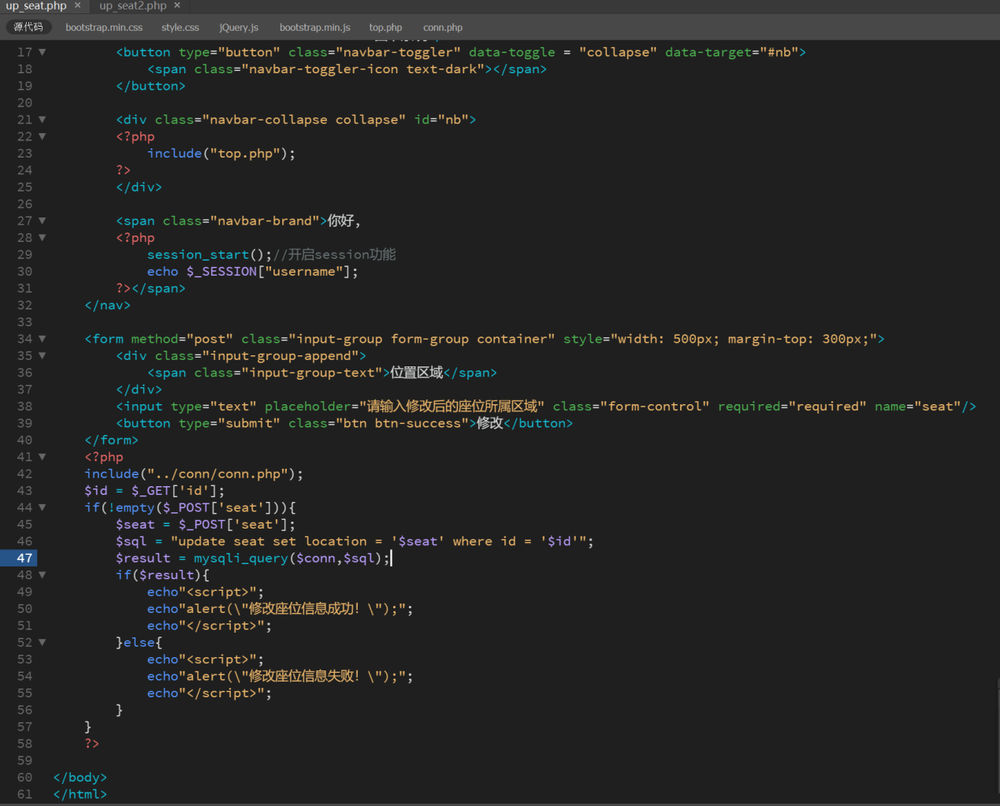 up_seat.php × up_seat2.php ×
源代码 bootstrap.min.css style.css jQuery.js bootstrap.min.js top.php conn.php
17 <button type="button" class="navbar-toggler" data-toggle = "collapse" data-target="#nb">
18 <span class="navbar-toggler-icon text-dark"></span>
19 </button>
20
21 <div class="navbar-collapse collapse" id="nb">
22 <?php
23 include("top.php");
24 ?>
25 </div>
26
27 <span class="navbar-brand">你好,
28 <?php
29 session_start();//开启session功能
30 echo $_SESSION["username"];
31 ?></span>
32 </nav>
33
34 <form method="post" class="input-group form-group container" style="width: 500px; margin-top: 300px;">
35 <div class="input-group-append">
36 <span class="input-group-text">位置区域</span>
37 </div>
38 <input type="text" placeholder="请输入修改后的座位所属区域" class="form-control" required="required" name="seat"/>
39 <button type="submit" class="btn btn-success">修改</button>
40 </form>
41 <?php
42 include("../conn/conn.php");
43 $id = $_GET['id'];
44 if(!empty($_POST['seat'])){
45 $seat = $_POST['seat'];
46 $sql = "update seat set location = '$seat' where id = '$id'";
47 $result = mysqli_query($conn,$sql);
48 if($result){
49 echo"<script>";
50 echo"alert(\"修改座位信息成功！\");";
51 echo"</script>";
52 }else{
53 echo"<script>";
54 echo"alert(\"修改座位信息失败！\");";
55 echo"</script>";
56 }
57 }
58 ?>
59
60 </body>
61 </html>